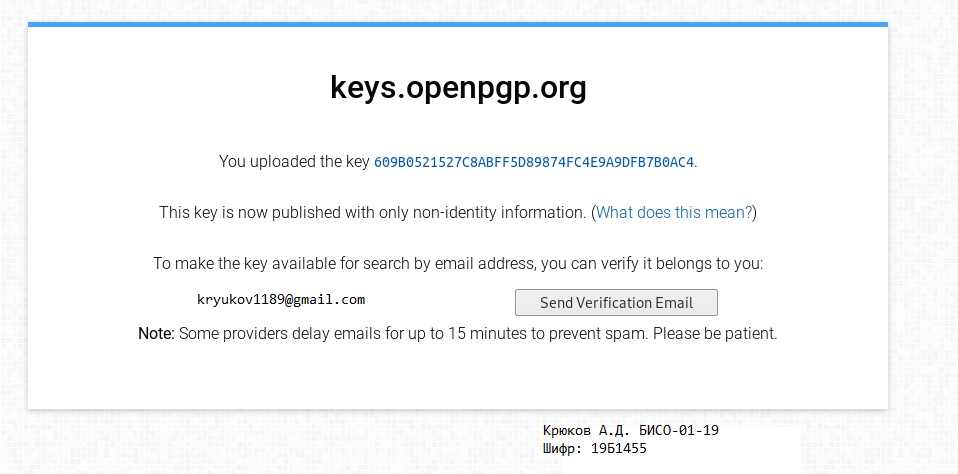 keys.openpgp.org
You uploaded the key 609B0521527C8ABFF5D89874FC4E9A9DFB7B0AC4.
This key is now published with only non-identity information. (What does this mean?)
To make the key available for search by email address, you can verify it belongs to you:
kryukov1189@gmail.com Send Verification Email
Note: Some providers delay emails for up to 15 minutes to prevent spam. Please be patient.
Крюков А.Д. БИСО-01-19
Шифр: 19Б1455